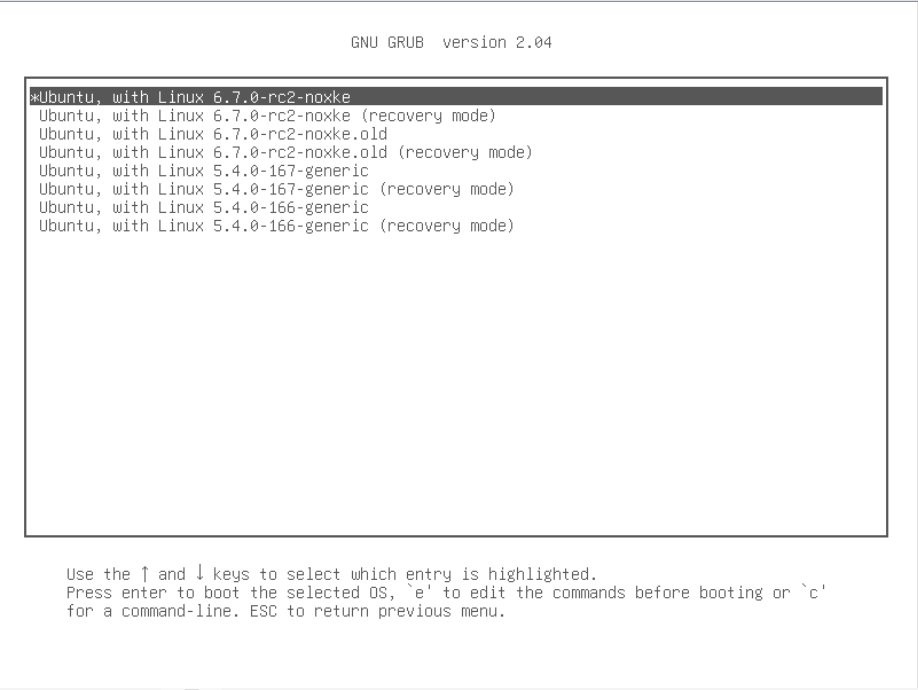 GNU GRUB  version 2.04
*Ubuntu, with Linux 6.7.0-rc2-noxke
Ubuntu, with Linux 6.7.0-rc2-noxke (recovery mode)
Ubuntu, with Linux 6.7.0-rc2-noxke.old
Ubuntu, with Linux 6.7.0-rc2-noxke.old (recovery mode)
Ubuntu, with Linux 5.4.0-167-generic
Ubuntu, with Linux 5.4.0-167-generic (recovery mode)
Ubuntu, with Linux 5.4.0-166-generic
Ubuntu, with Linux 5.4.0-166-generic (recovery mode)
Use the ↑ and ↓ keys to select which entry is highlighted.
Press enter to boot the selected OS, `e' to edit the commands before booting or `c'
for a command-line. ESC to return previous menu.